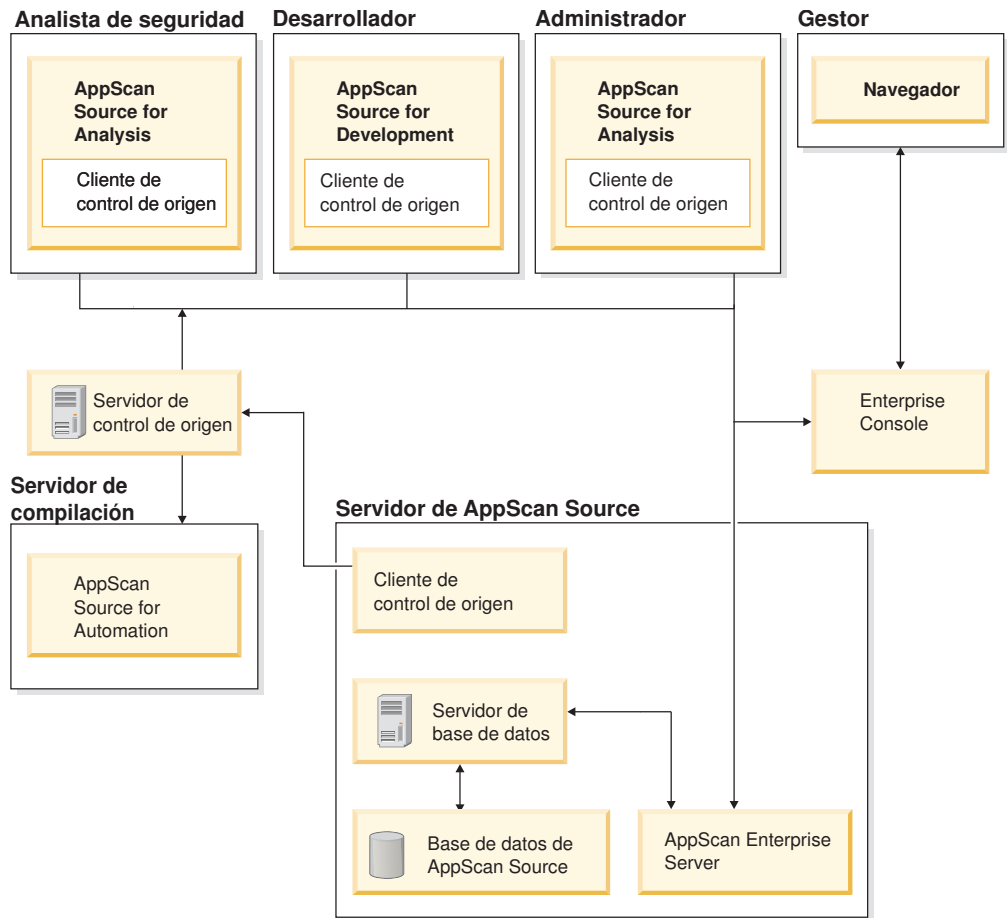 Analista de seguridad
Desarrollador
Administrador
Gestor
AppScan
Source for
Analysis
Cliente de
control de origen
AppScan
Source for
Development
Cliente de
control de origen
AppScan
Source for
Analysis
Cliente de
control de origen
Navegador
Servidor de
control de origen
Enterprise
Console
Servidor de
compilación
AppScan
Source for
Automation
Servidor de AppScan Source
Cliente de
control de origen
Servidor de
base de datos
Base de datos de
AppScan Source
AppScan Enterprise
Server